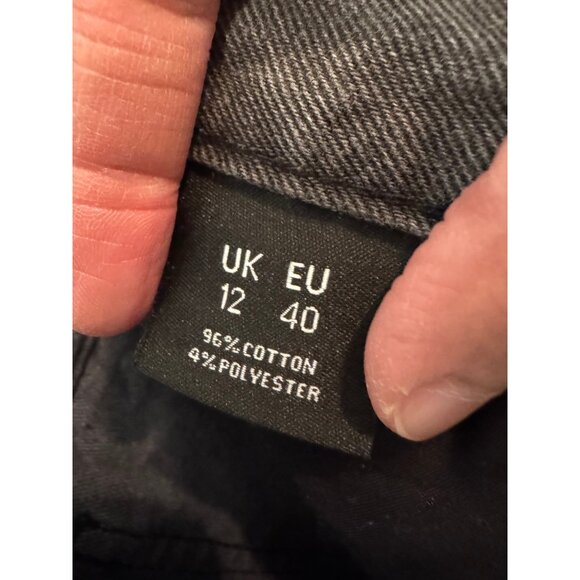 UK EU
12 40
96% COTTON
4% POLYESTER